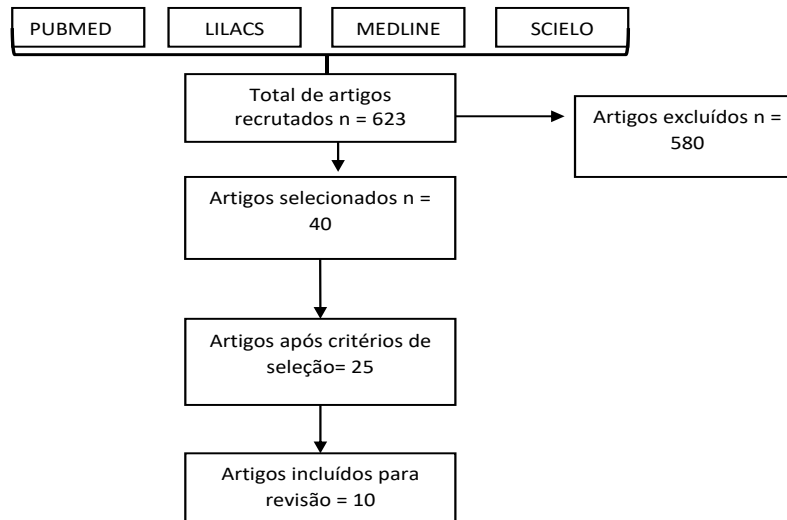 PUBMED
LILACS
MEDLINE
SCIELO
Total de artigos
recrutados n = 623
Artigos excluídos n =
580
Artigos selecionados n =
40
Artigos após critérios de
seleção= 25
Artigos incluídos para
revisão = 10